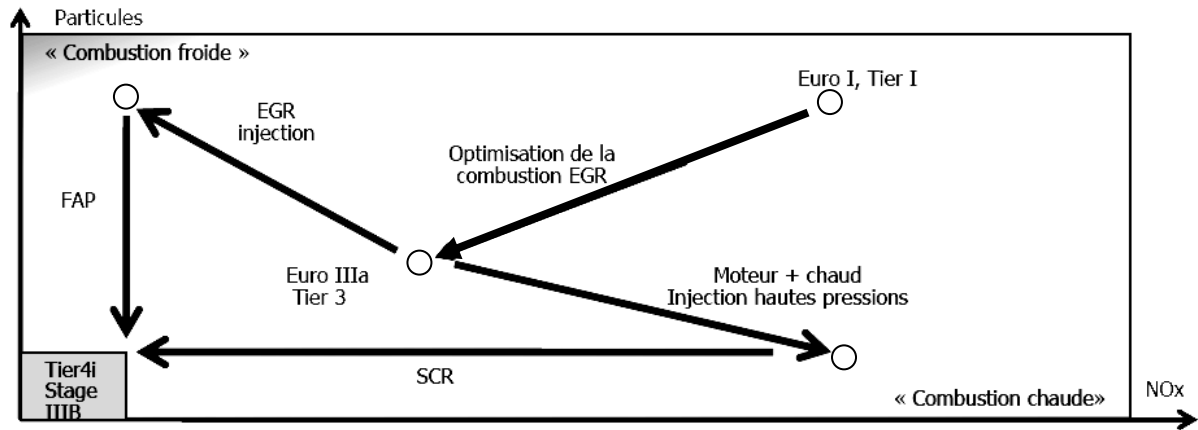 Particules
« Combustion froide »
Euro I, Tier I
EGR
injection
Optimisation de la
combustion EGR
FAP
Euro IIIa
Tier 3
Moteur + chaud
Injection hautes pressions
Tier4i
Stage
IIIB
SCR
« Combustion chaude»
NOx